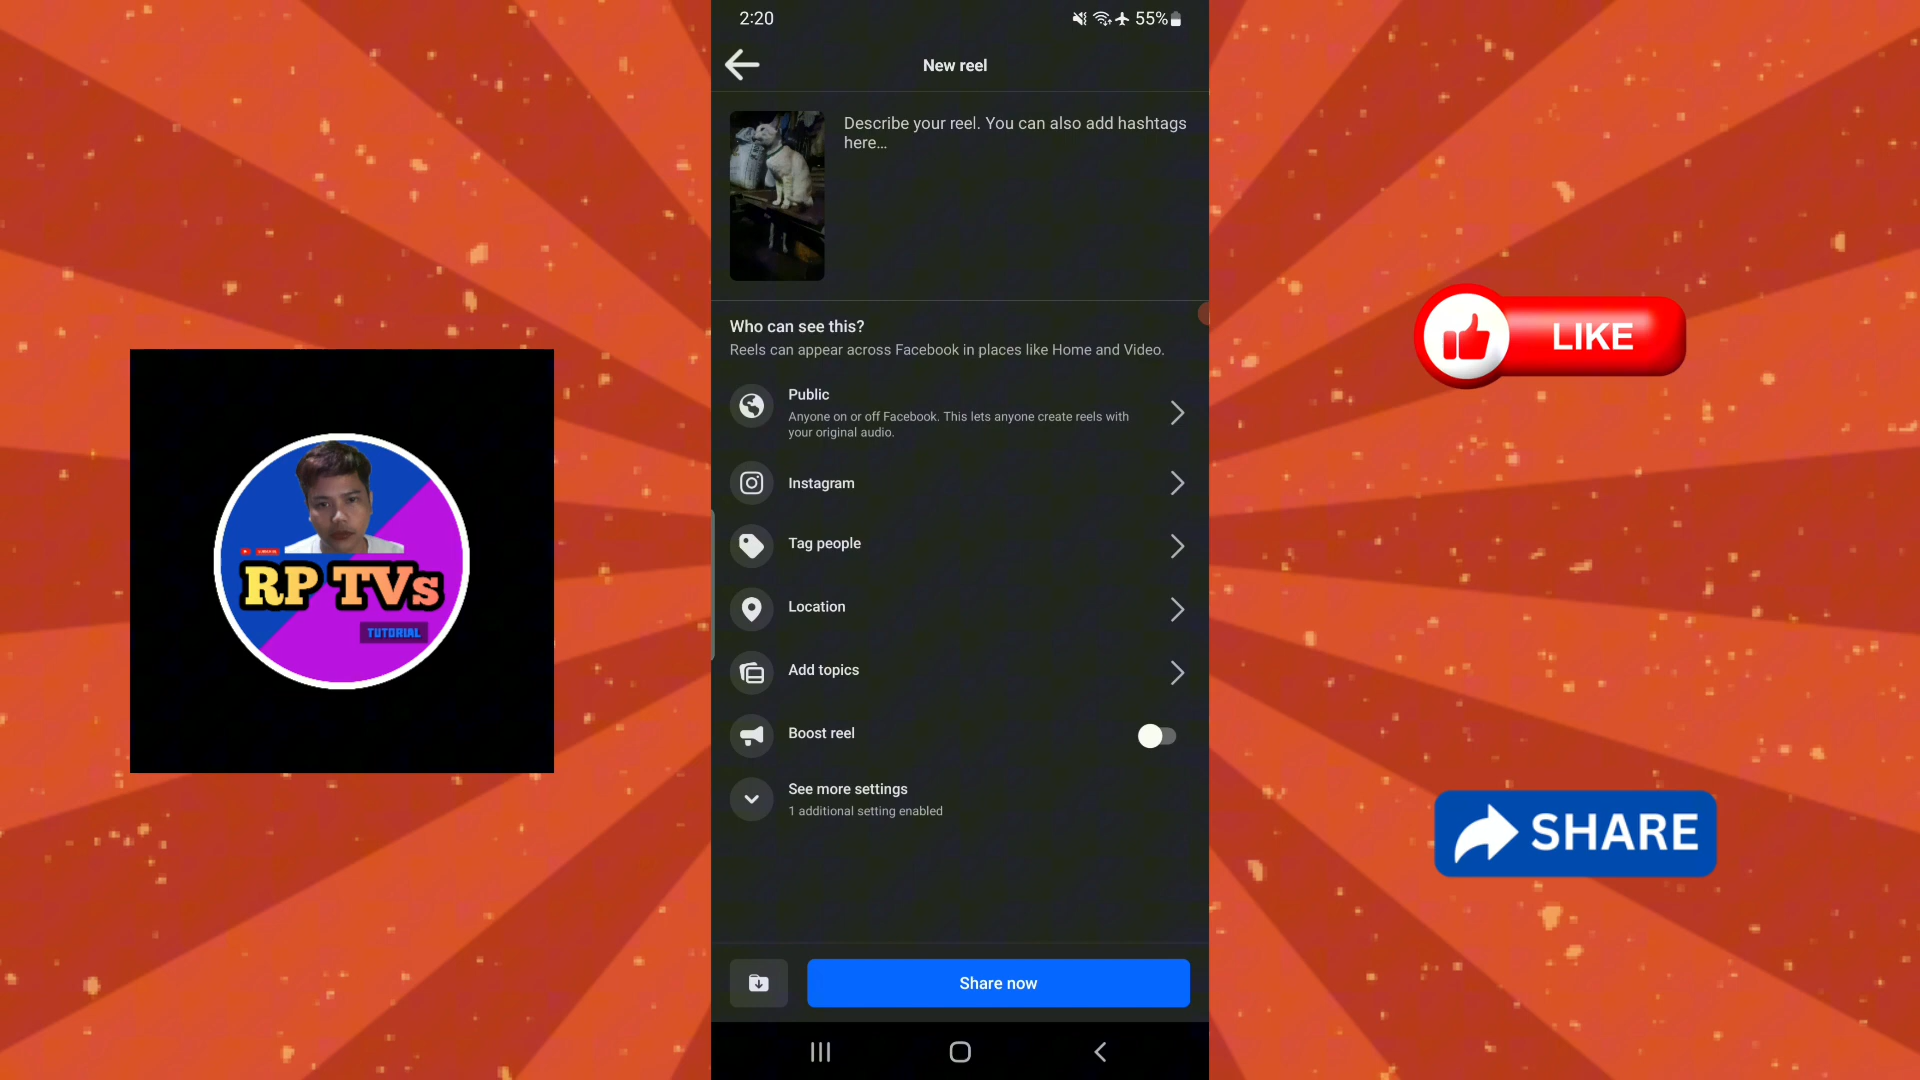 2:20
55%
New reel
Describe your reel. You can also add hashtags
here...
Who can see this?
Reels can appear across Facebook in places like Home and Video.
Public
Anyone on or off Facebook. This lets anyone create reels with
your original audio.
Instagram
Tag people
Location
Add topics
Boost reel
See more settings
1 additional setting enabled
Share now
RP TVs
TUTORIAL
LIKE
SHARE